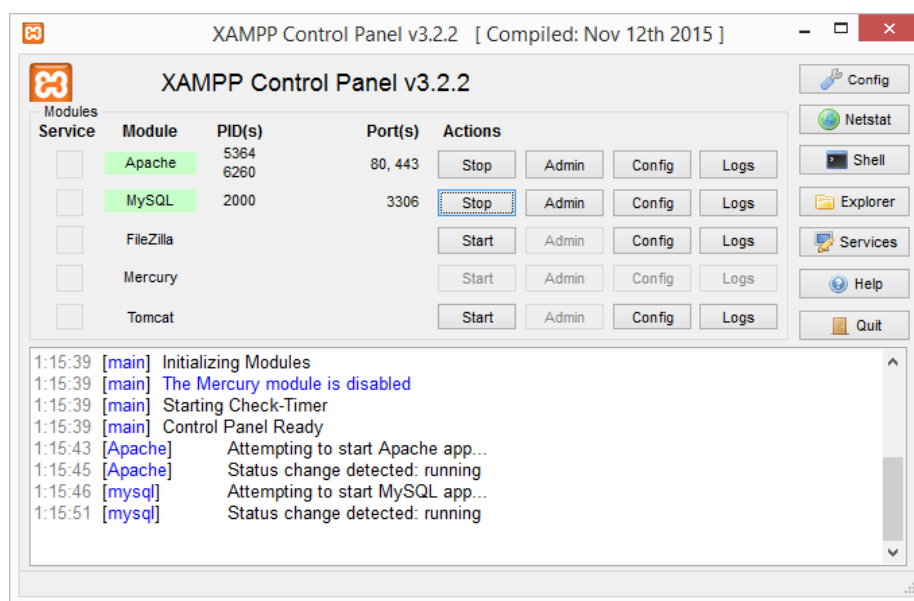 XAMPP Control Panel v3.2.2 [ Compiled: Nov 12th 2015 ]
XAMPP Control Panel v3.2.2
Config
Netstat
Shell
Explorer
Services
Help
Quit
Modules
Service Module PID(s) Port(s) Actions
Apache 5364 6260 80, 443 Stop Admin Config Logs
MySQL 2000 3306 Stop Admin Config Logs
FileZilla Start Admin Config Logs
Mercury Start Admin Config Logs
Tomcat Start Admin Config Logs
1:15:39 [main] Initializing Modules
1:15:39 [main] The Mercury module is disabled
1:15:39 [main] Starting Check-Timer
1:15:39 [main] Control Panel Ready
1:15:43 [Apache] Attempting to start Apache app...
1:15:45 [Apache] Status change detected: running
1:15:46 [mysql] Attempting to start MySQL app...
1:15:51 [mysql] Status change detected: running